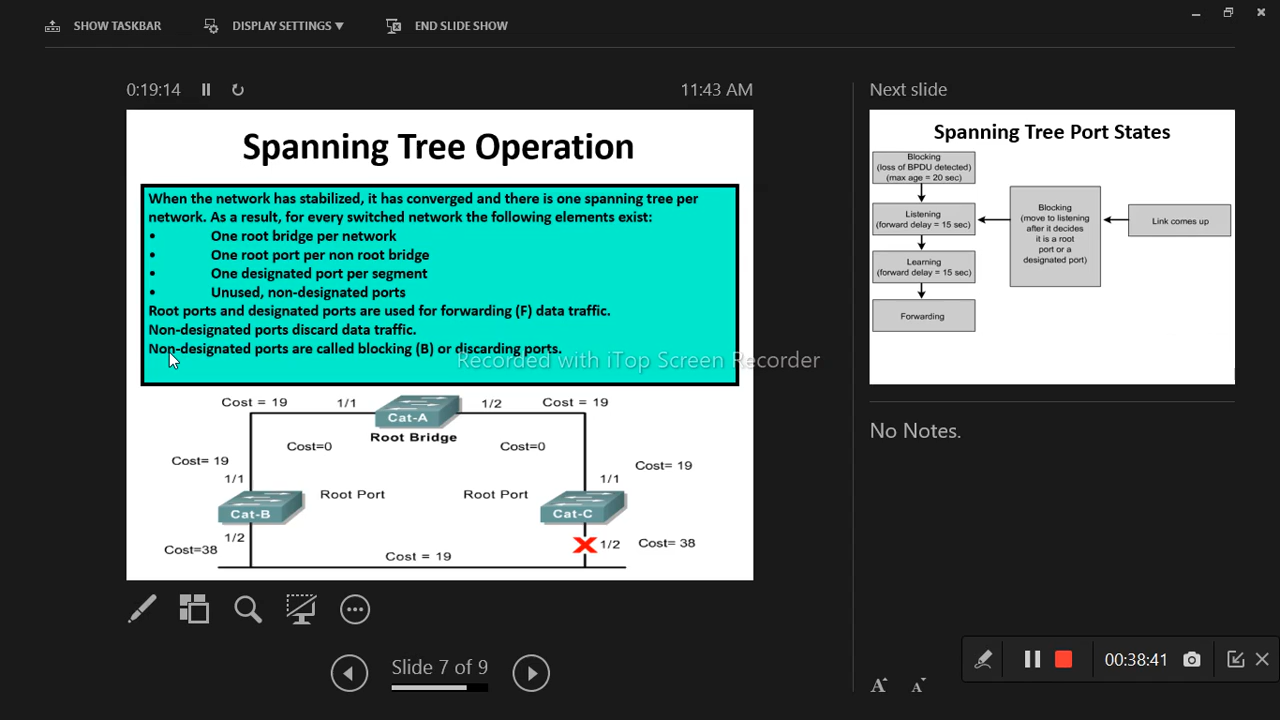 SHOW TASKBAR DISPLAY SETTINGS ▼ END SLIDE SHOW
0:19:14 11:43 AM
Spanning Tree Operation
When the network has stabilized, it has converged and there is one spanning tree per
network. As a result, for every switched network the following elements exist:
• One root bridge per network
• One root port per non root bridge
• One designated port per segment
• Unused, non-designated ports
Root ports and designated ports are used for forwarding (F) data traffic.
Non-designated ports discard data traffic.
Non-designated ports are called blocking (B) or discarding ports.
Recorded with iTop Screen Recorder
Cost = 19 1/1 1/2 Cost = 19
Cat-A
Root Bridge
Cost=0 Cost=0
Cost= 19 Cost= 19
1/1 1/1
Root Port Root Port
Cat-B Cat-C
1/2 1/2
Cost=38 Cost= 38
Cost = 19
Slide 7 of 9
Next slide
Spanning Tree Port States
Blocking
(loss of BPDU detected)
(max age = 20 sec)
Listening
(forward delay = 15 sec)
Learning
(forward delay = 15 sec)
Forwarding
Blocking
(move to listening
after it decides
it is a root
port or a
designated port)
Link comes up
No Notes.
00:38:41
A A